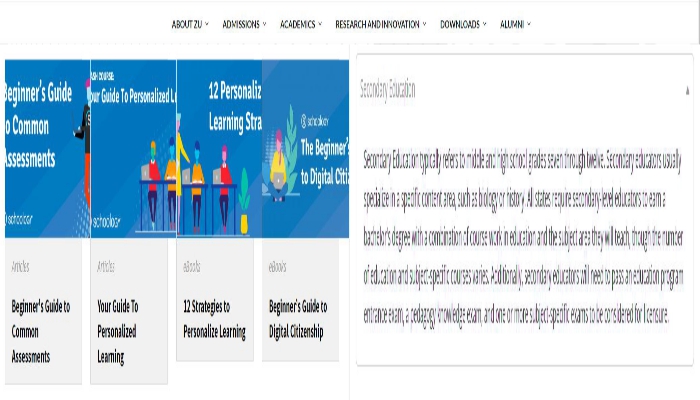 ABOUT ZU ADMISSIONS ACADEMICS RESEARCH AND INNOVATION DOWNLOADS ALUMNI
Beginner's Guide
o Common
Assessments
schoology
ASH COURSE:
our Guide To Personalized L
schoology
12 Personaliz
Learning Stra
schoology
The Beginner's
to Digital Citiz
Articles
Beginner's Guide to
Common
Assessments
Articles
Your Guide To
Personalized
Learning
eBooks
12 Strategies to
Personalize Learning
eBooks
Beginner's Guide to
Digital Citizenship
Secondary Education
Secondary Education typically refers to middle and high school grades seven through twelve. Secondary educators usually
specialize in a specific content area, such as biology or history. All states require secondary-level educators to earn a
bachelor's degree with a combination of course work in education and the subject area they will teach, though the number
of education and subject-specific courses varies. Additionally, secondary educators will need to pass an education program
entrance exam, a pedagogy knowledge exam, and one or more subject-specific exams to be considered for licensure.